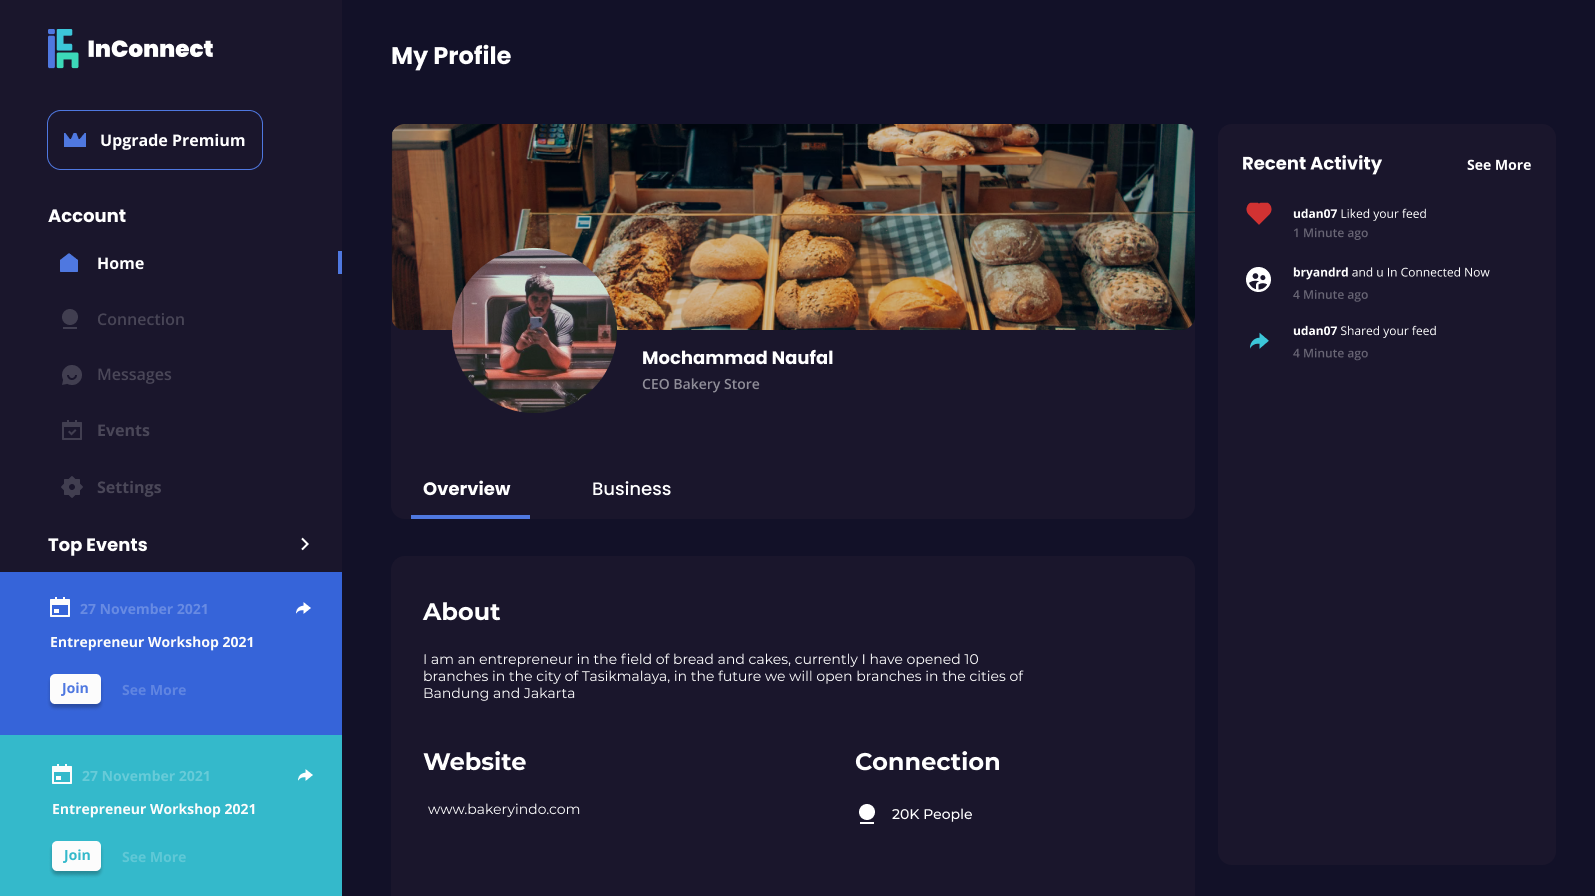 InConnect
Upgrade Premium
Account
Home
Connection
Messages
Events
Settings
Top Events
27 November 2021
Entrepreneur Workshop 2021
Join
See More
27 November 2021
Entrepreneur Workshop 2021
Join
See More
My Profile
Mochammad Naufal
CEO Bakery Store
Overview
Business
About
I am an entrepreneur in the field of bread and cakes, currently I have opened 10
branches in the city of Tasikmalaya, in the future we will open branches in the cities of
Bandung and Jakarta
Website
www.bakeryindo.com
Connection
20K People
Recent Activity
See More
udan07 Liked your feed
1 Minute ago
bryandrd and u In Connected Now
4 Minute ago
udan07 Shared your feed
4 Minute ago